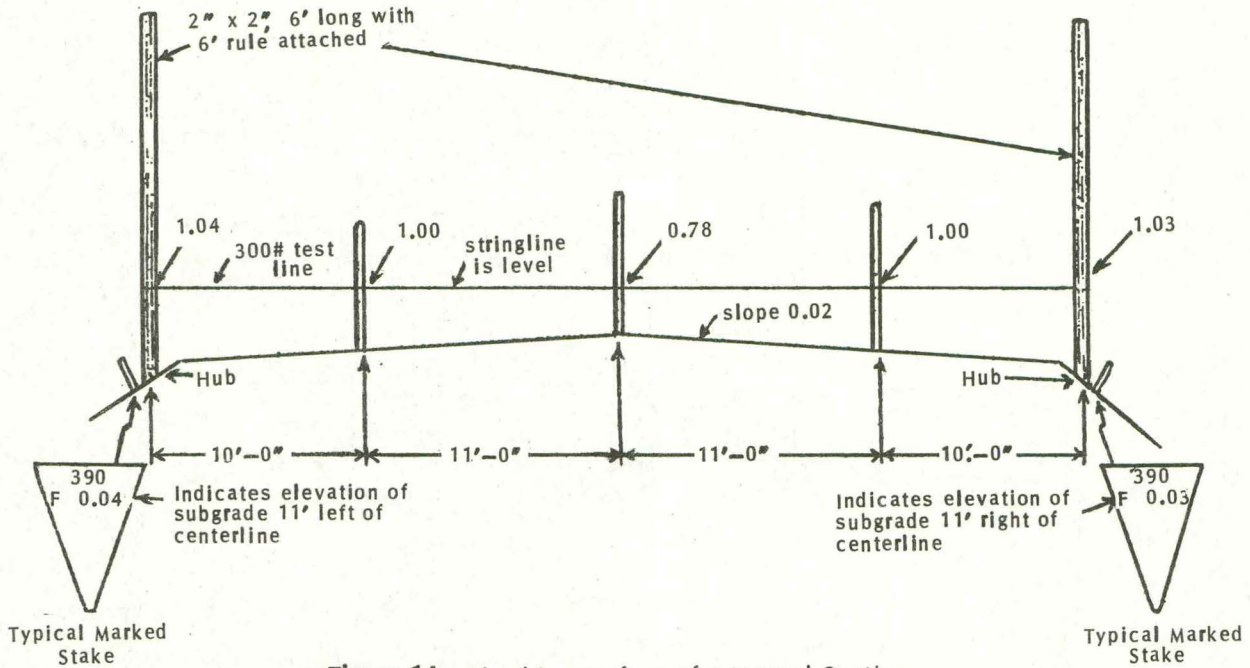 2" x 2", 6' long with
6' rule attached
1.04
300# test
line
1.00
stringline
is level
0.78
1.00
1.03
slope 0.02
Hub
Hub
10'-0"
11'-0"
11'-0"
10'-0"
390
F 0.04
Indicates elevation of
subgrade 11' left of
centerline
Indicates elevation of
subgrade 11' right of
centerline
390
F 0.03
Typical Marked
Stake
Typical Marked
Stake